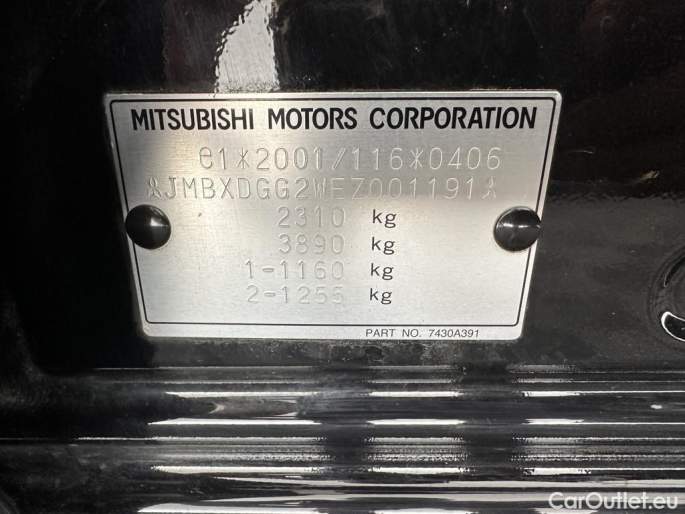 MITSUBISHI MOTORS CORPORATION
e1*2001/116*0406
JMBXDGG2WEZ001191
2310 kg
3890 kg
1-1160 kg
2-1255 kg
PART NO. 7430A391
CarOutlet.eu